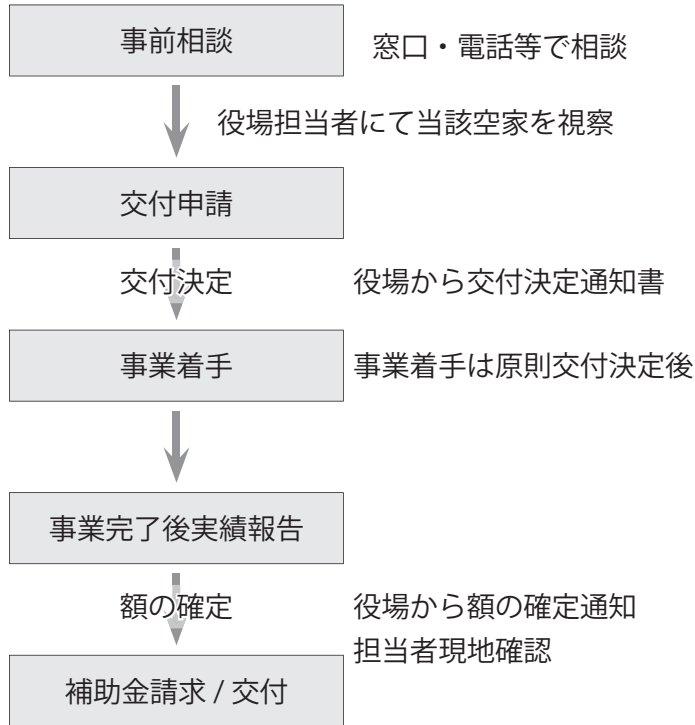 事前相談
窓口・電話等で相談
役場担当者にて当該空家を視察
交付申請
交付決定
役場から交付決定通知書
事業着手
事業着手は原則交付決定後
事業完了後実績報告
額の確定
役場から額の確定通知
担当者現地確認
補助金請求 / 交付